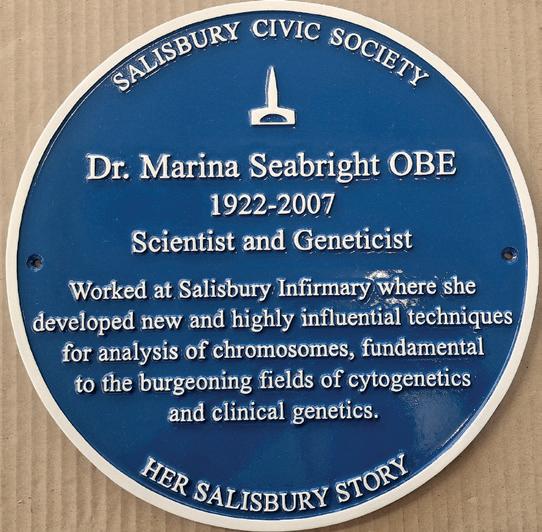 SALISBURY CIVIC SOCIETY
Dr. Marina Seabright OBE
1922-2007
Scientist and Geneticist
Worked at Salisbury Infirmary where she
developed new and highly influential techniques
for analysis of chromosomes, fundamental
to the burgeoning fields of cytogenetics
and clinical genetics.
HER SALISBURY STORY